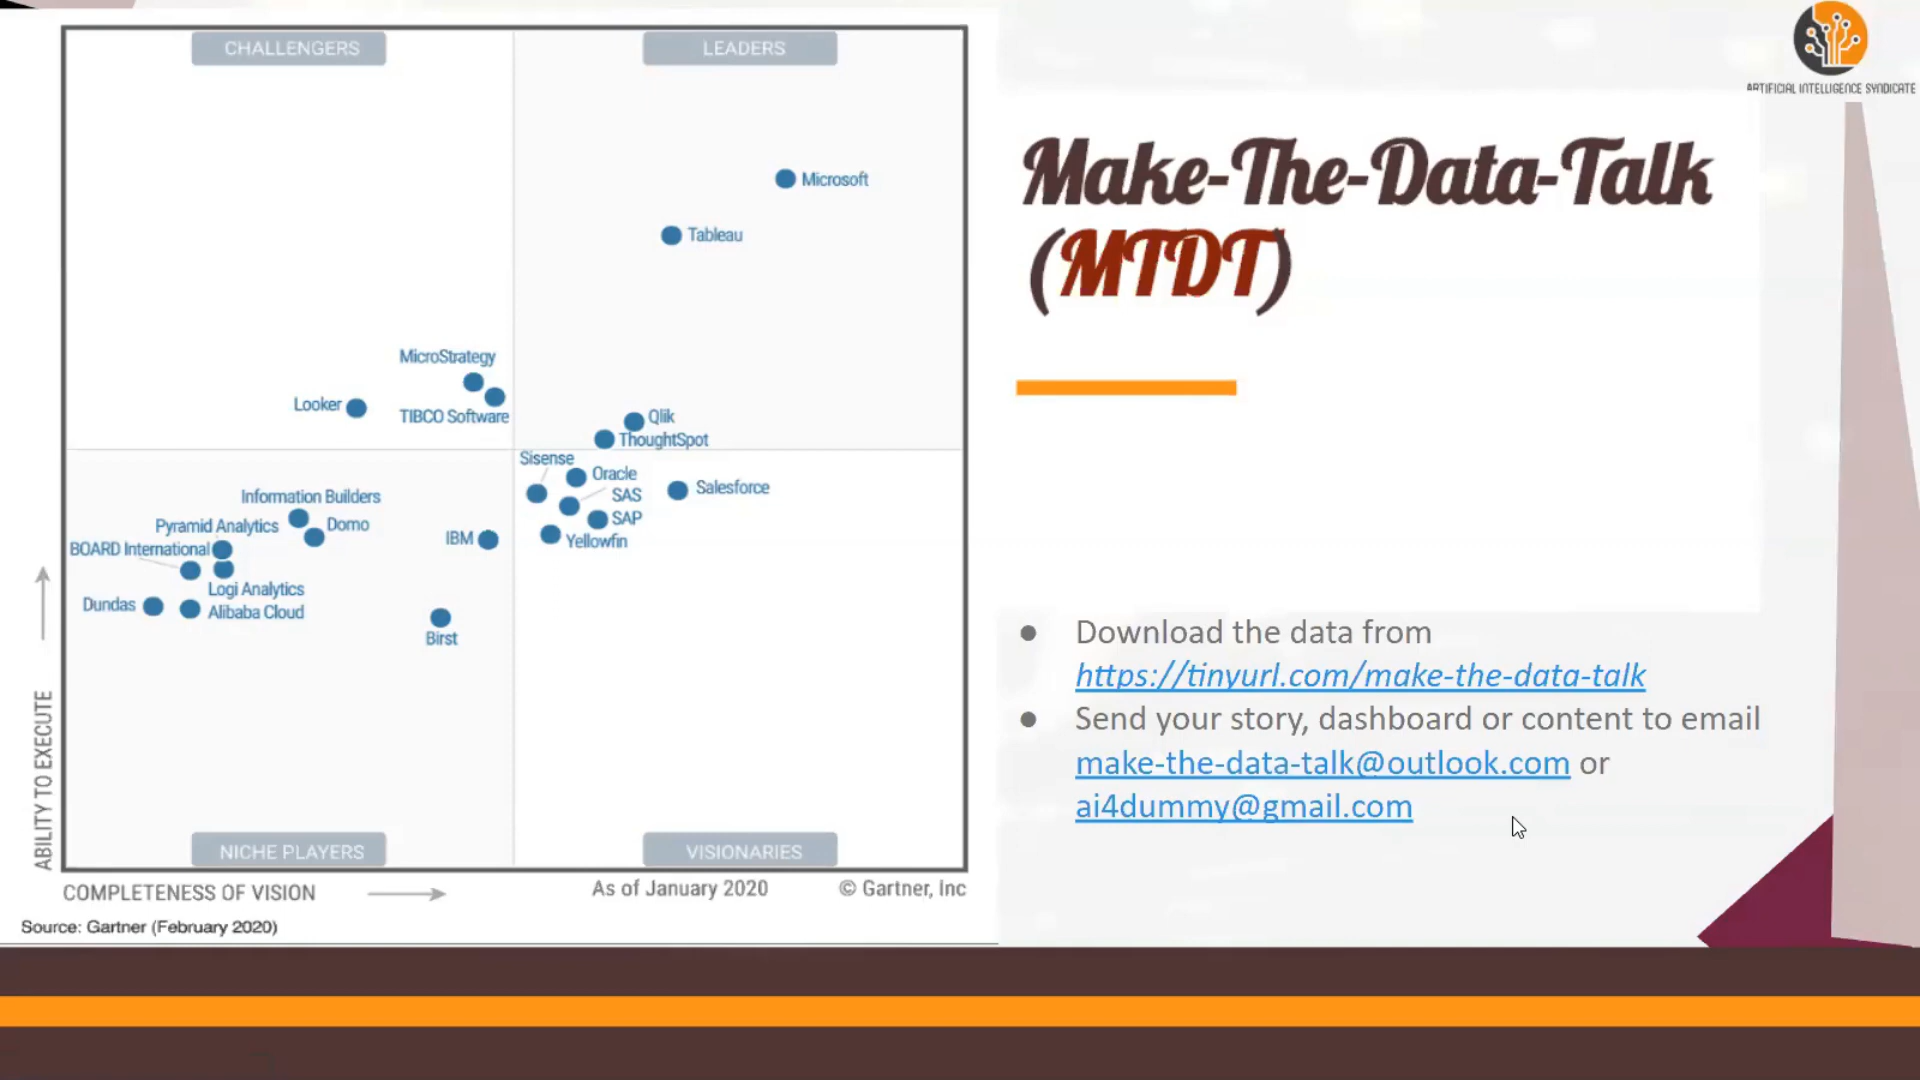 CHALLENGERS
LEADERS
Microsoft
Tableau
MicroStrategy
Looker
TIBCO Software
Qlik
ThoughtSpot
Sisense
Oracle
SAS
Salesforce
SAP
Yellowfin
Information Builders
Pyramid Analytics
Domo
IBM
BOARD International
Logi Analytics
Dundas
Alibaba Cloud
Birst
NICHE PLAYERS
VISIONARIES
ABILITY TO EXECUTE
COMPLETENESS OF VISION
As of January 2020
© Gartner, Inc
Source: Gartner (February 2020)
ARTIFICIAL INTELLIGENCE SYNDICATE
Make-The-Data-Talk
(MTDT)
● Download the data from
https://tinyurl.com/make-the-data-talk
● Send your story, dashboard or content to email
make-the-data-talk@outlook.com or
ai4dummy@gmail.com